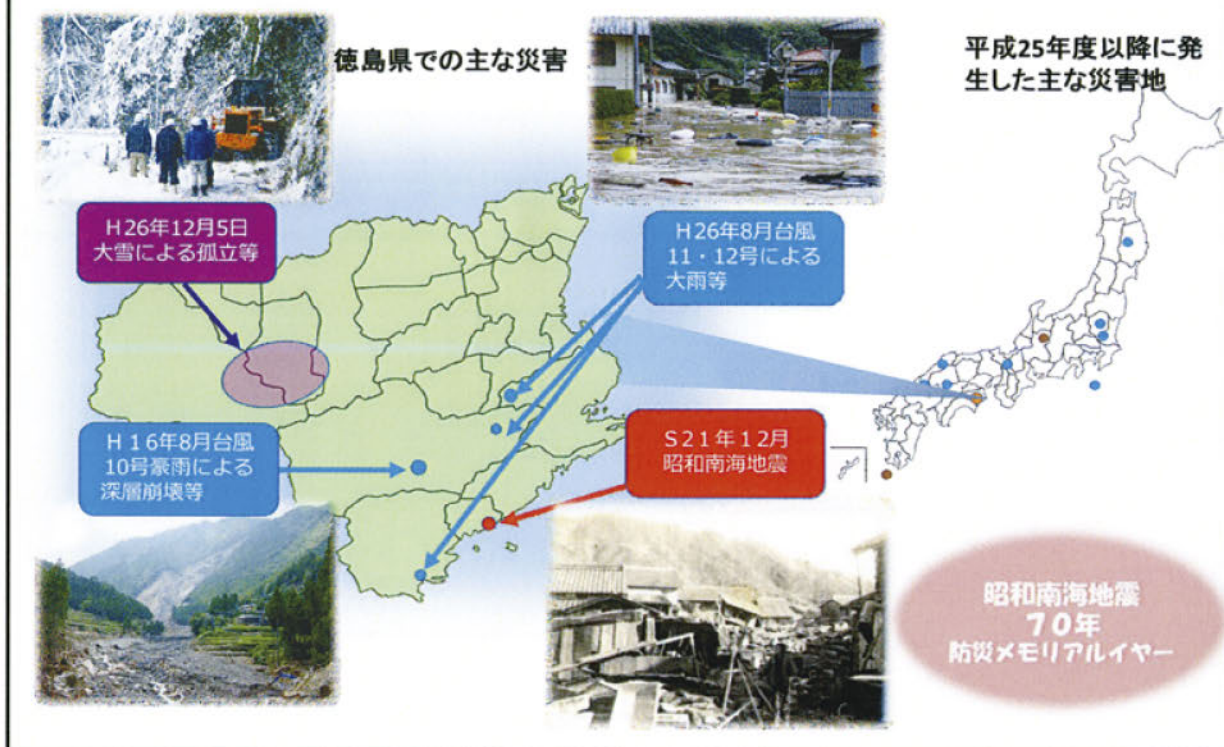 徳島県での主な災害
平成25年度以降に発
生した主な災害地
H26年12月5日
大雪による孤立等
H26年8月台風
11・12号による
大雨等
H16年8月台風
10号豪雨による
深層崩壊等
S21年12月
昭和南海地震
昭和南海地震
70年
防災メモリアルイヤー